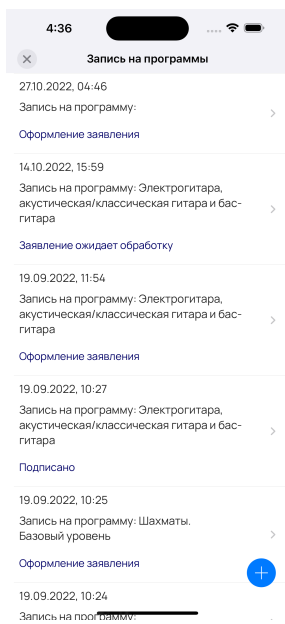 4:36
Запись на программы
27.10.2022, 04:46
Запись на программу:
Оформление заявления
14.10.2022, 15:59
Запись на программу: Электрогитара,
акустическая/классическая гитара и бас-
гитара
Заявление ожидает обработку
19.09.2022, 11:54
Запись на программу: Электрогитара,
акустическая/классическая гитара и бас-
гитара
Оформление заявления
19.09.2022, 10:27
Запись на программу: Электрогитара,
акустическая/классическая гитара и бас-
гитара
Подписано
19.09.2022, 10:25
Запись на программу: Шахматы.
Базовый уровень
Оформление заявления
19.09.2022, 10:24
Запись на программу: